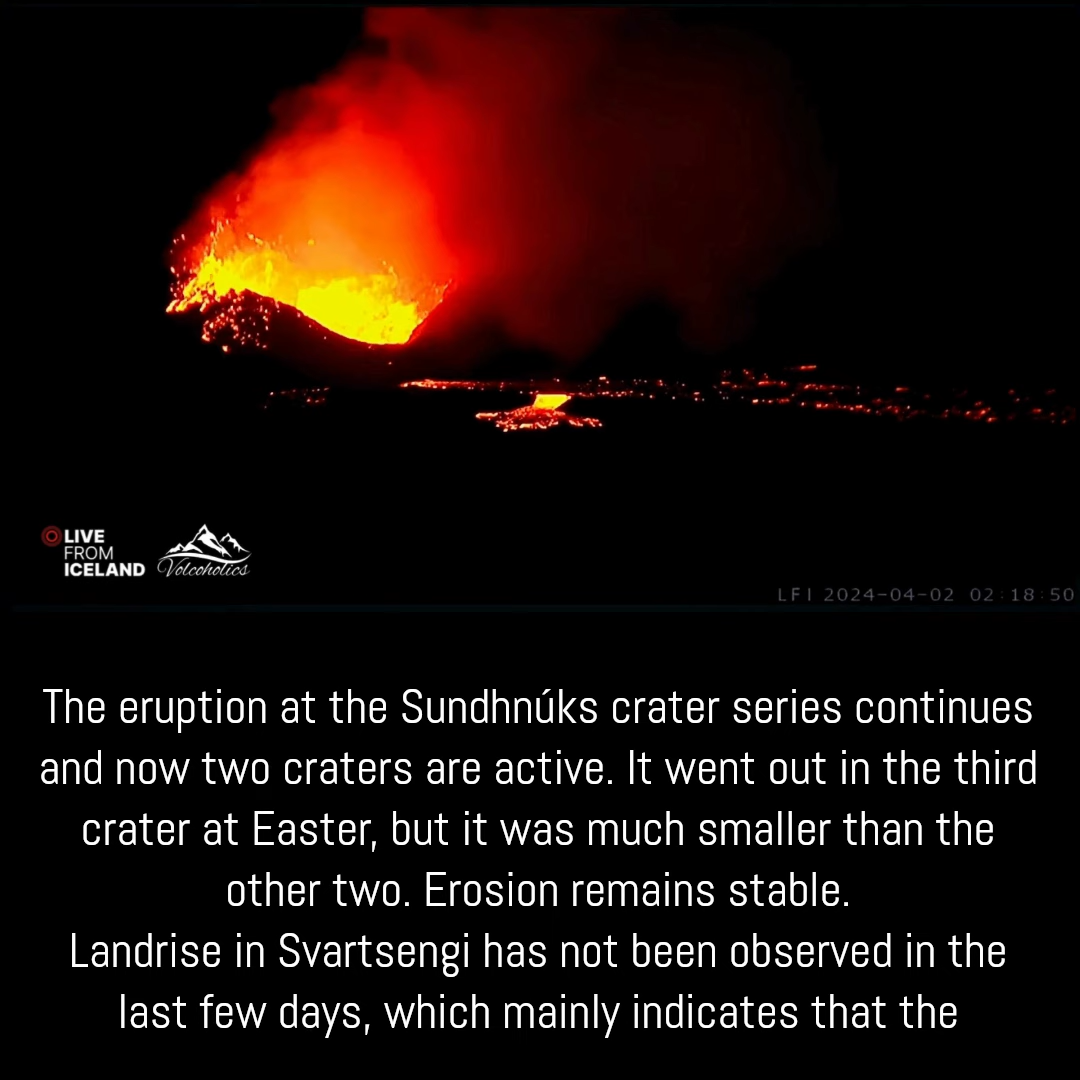 LIVE
FROM
ICELAND
Volcoholics
LFI 2024-04-02 02:18:50
The eruption at the Sundhnúks crater series continues
and now two craters are active. It went out in the third
crater at Easter, but it was much smaller than the
other two. Erosion remains stable.
Landrise in Svartsengi has not been observed in the
last few days, which mainly indicates that the